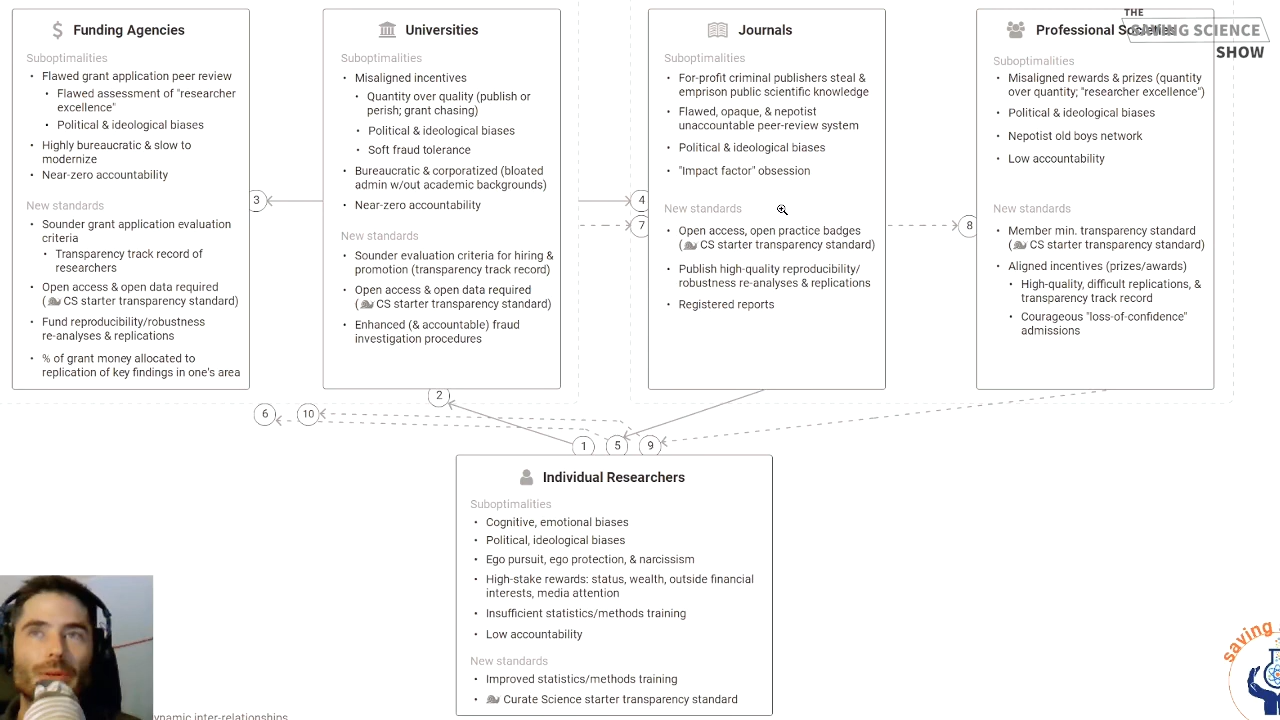 Funding Agencies
Suboptimalities
• Flawed grant application peer review
• Flawed assessment of "researcher
excellence"
• Political & ideological biases
• Highly bureaucratic & slow to
modernize
• Near-zero accountability
New standards
• Sounder grant application evaluation
criteria
• Transparency track record of
researchers
• Open access & open data required
( CS starter transparency standard)
• Fund reproducibility/robustness
re-analyses & replications
• % of grant money allocated to
replication of key findings in one's area
3
Universities
Suboptimalities
• Misaligned incentives
• Quantity over quality (publish or
perish; grant chasing)
• Political & ideological biases
• Soft fraud tolerance
• Bureaucratic & corporatized (bloated
admin w/out academic backgrounds)
• Near-zero accountability
New standards
• Sounder evaluation criteria for hiring &
promotion (transparency track record)
• Open access & open data required
( CS starter transparency standard)
• Enhanced (& accountable) fraud
investigation procedures
4
7
Journals
Suboptimalities
• For-profit criminal publishers steal &
emprison public scientific knowledge
• Flawed, opaque, & nepotist
unaccountable peer-review system
• Political & ideological biases
• "Impact factor" obsession
New standards
• Open access, open practice badges
( CS starter transparency standard)
• Publish high-quality reproducibility/
robustness re-analyses & replications
• Registered reports
8
Professional Societies
THE
SAVING SCIENCE
SHOW
Suboptimalities
• Misaligned rewards & prizes (quantity
over quantity; "researcher excellence")
• Political & ideological biases
• Nepotist old boys network
• Low accountability
New standards
• Member min. transparency standard
( CS starter transparency standard)
• Aligned incentives (prizes/awards)
• High-quality, difficult replications, &
transparency track record
• Courageous "loss-of-confidence"
admissions
2
6
10
1
5
9
Individual Researchers
Suboptimalities
• Cognitive, emotional biases
• Political, ideological biases
• Ego pursuit, ego protection, & narcissism
• High-stake rewards: status, wealth, outside financial
interests, media attention
• Insufficient statistics/methods training
• Low accountability
New standards
• Improved statistics/methods training
• Curate Science starter transparency standard
saving
inter-relationships